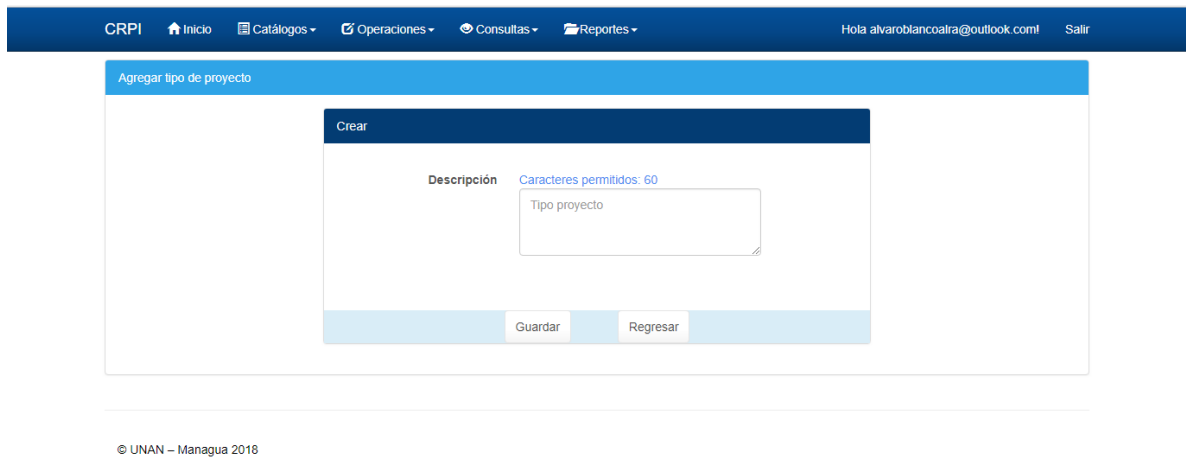 CRPI Inicio Catálogos Operaciones Consultas Reportes Hola alvaroblancoalra@outlook.com! Salir
Agregar tipo de proyecto
Crear
Descripción Caracteres permitidos: 60
Tipo proyecto
Guardar Regresar
© UNAN – Managua 2018